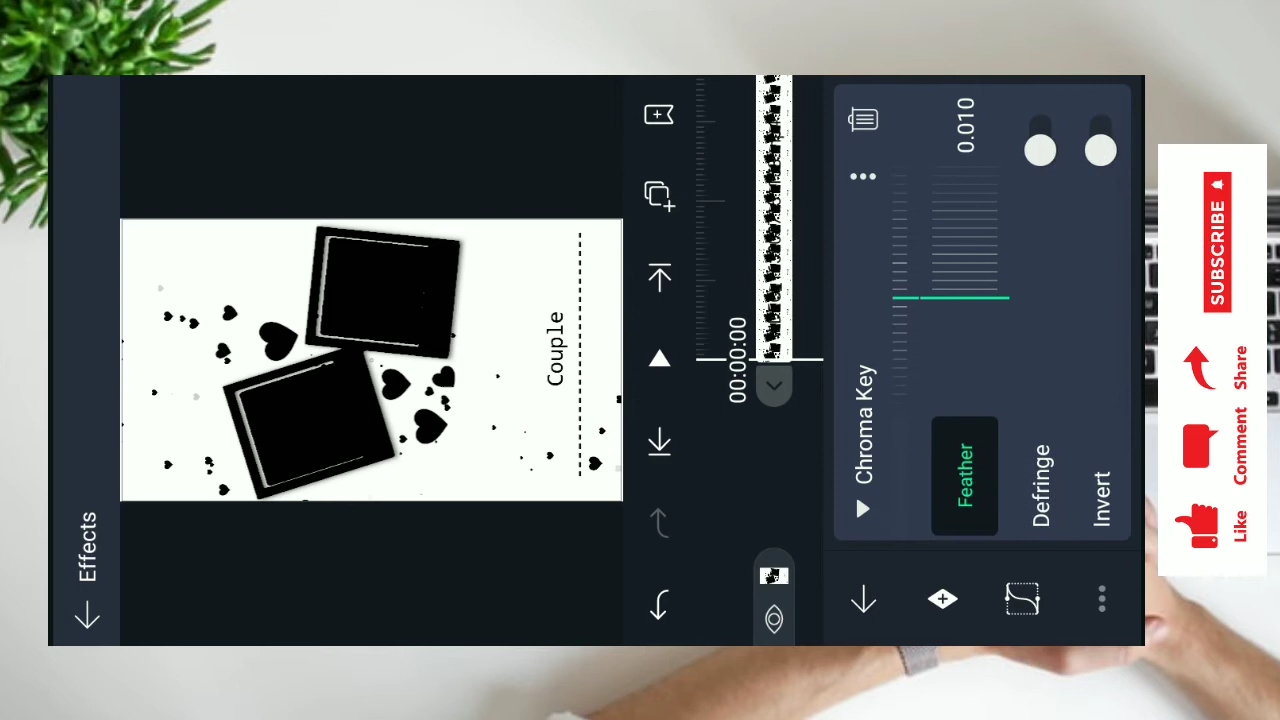 Effects
Couple
00:00:00
Chroma Key
Feather
0.010
Defringe
Invert
SUBSCRIBE
Like
Comment
Share